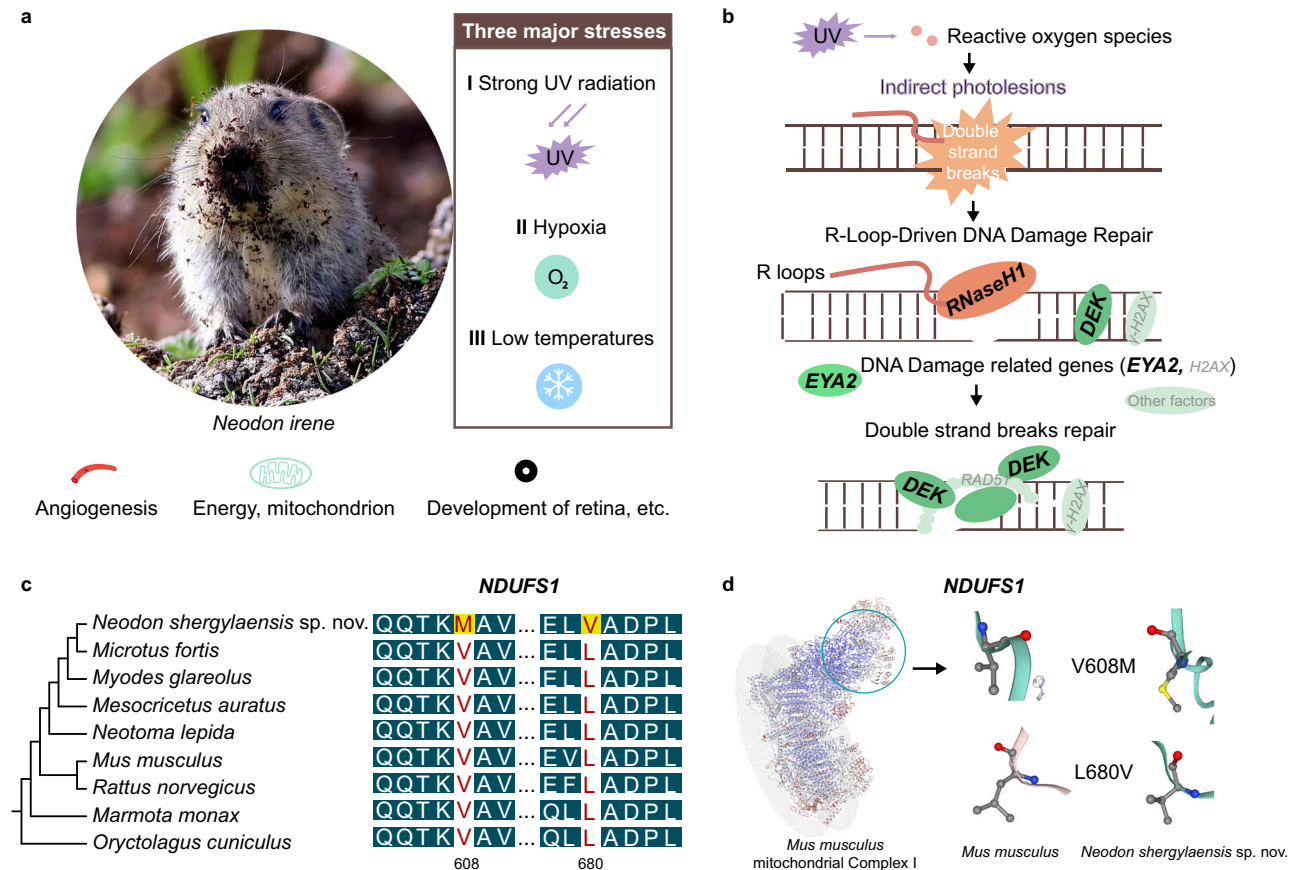 a
Three major stresses
I Strong UV radiation
UV
II Hypoxia
O₂
III Low temperatures
Neodon irene
Angiogenesis
Energy, mitochondrion
Development of retina, etc.
b
UV
Reactive oxygen species
Indirect photolesions
Double
strand
breaks
R-Loop-Driven DNA Damage Repair
R loops
RNaseH1
DEK
γ-H2AX
EYA2
DNA Damage related genes (EYA2, H2AX)
Other factors
Double strand breaks repair
DEK
RAD51
DEK
γ-H2AX
c
NDUFS1
Neodon shergylaensis sp. nov. QQTKMAV ... ELVADPL
Microtus fortis QQTKVAV ... ELLADPL
Myodes glareolus QQTKVAV ... ELLADPL
Mesocricetus auratus QQTKVAV ... ELLADPL
Neotoma lepida QQTKVAV ... ELLADPL
Mus musculus QQTKVAV ... EVLADPL
Rattus norvegicus QQTKVAV ... EFLADPL
Marmota monax QQTKVAV ... QLLADPL
Oryctolagus cuniculus QQTKVAV ... QLLADPL
608 680
d
NDUFS1
V608M
L680V
Mus musculus
mitochondrial Complex I
Mus musculus
Neodon shergylaensis sp. nov.